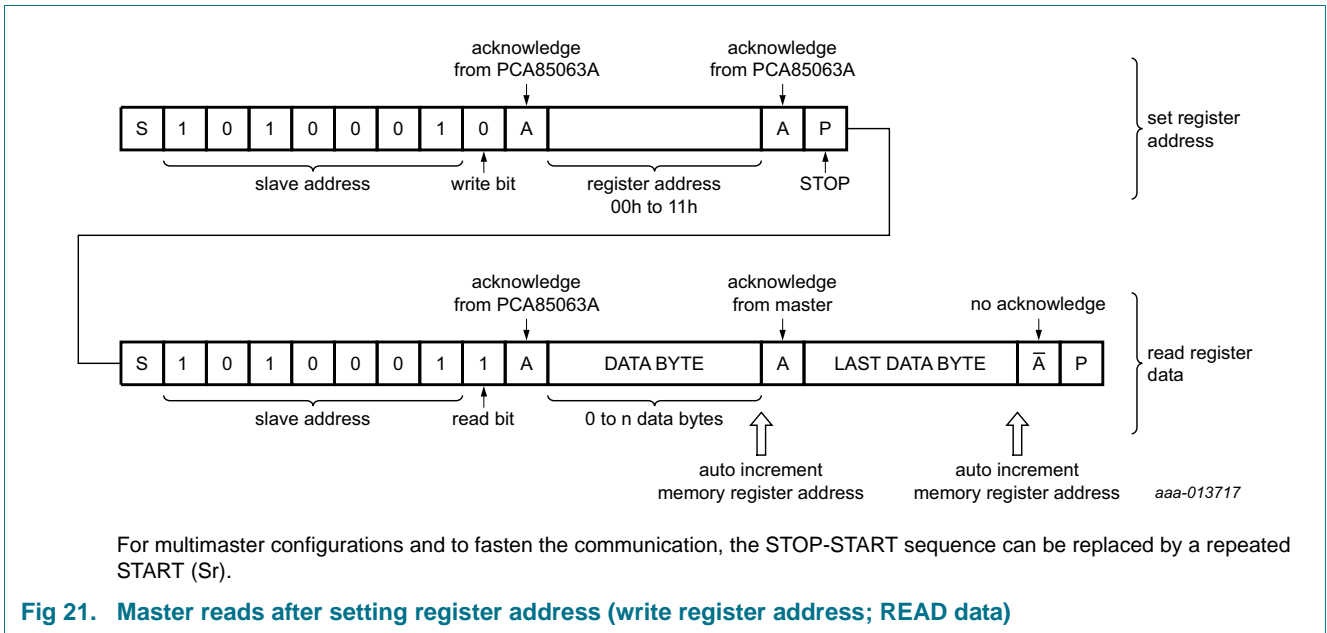 acknowledge
from PCA85063A
acknowledge
from PCA85063A
S 1 0 1 0 0 0 1 0 A A P
set register
address
slave address
write bit
register address
00h to 11h
STOP
acknowledge
from PCA85063A
acknowledge
from master
no acknowledge
S 1 0 1 0 0 0 1 1 A DATA BYTE A LAST DATA BYTE A̅ P
read register
data
slave address
read bit
0 to n data bytes
auto increment
memory register address
auto increment
memory register address
aaa-013717
For multimaster configurations and to fasten the communication, the STOP-START sequence can be replaced by a repeated
START (Sr).
Fig 21. Master reads after setting register address (write register address; READ data)